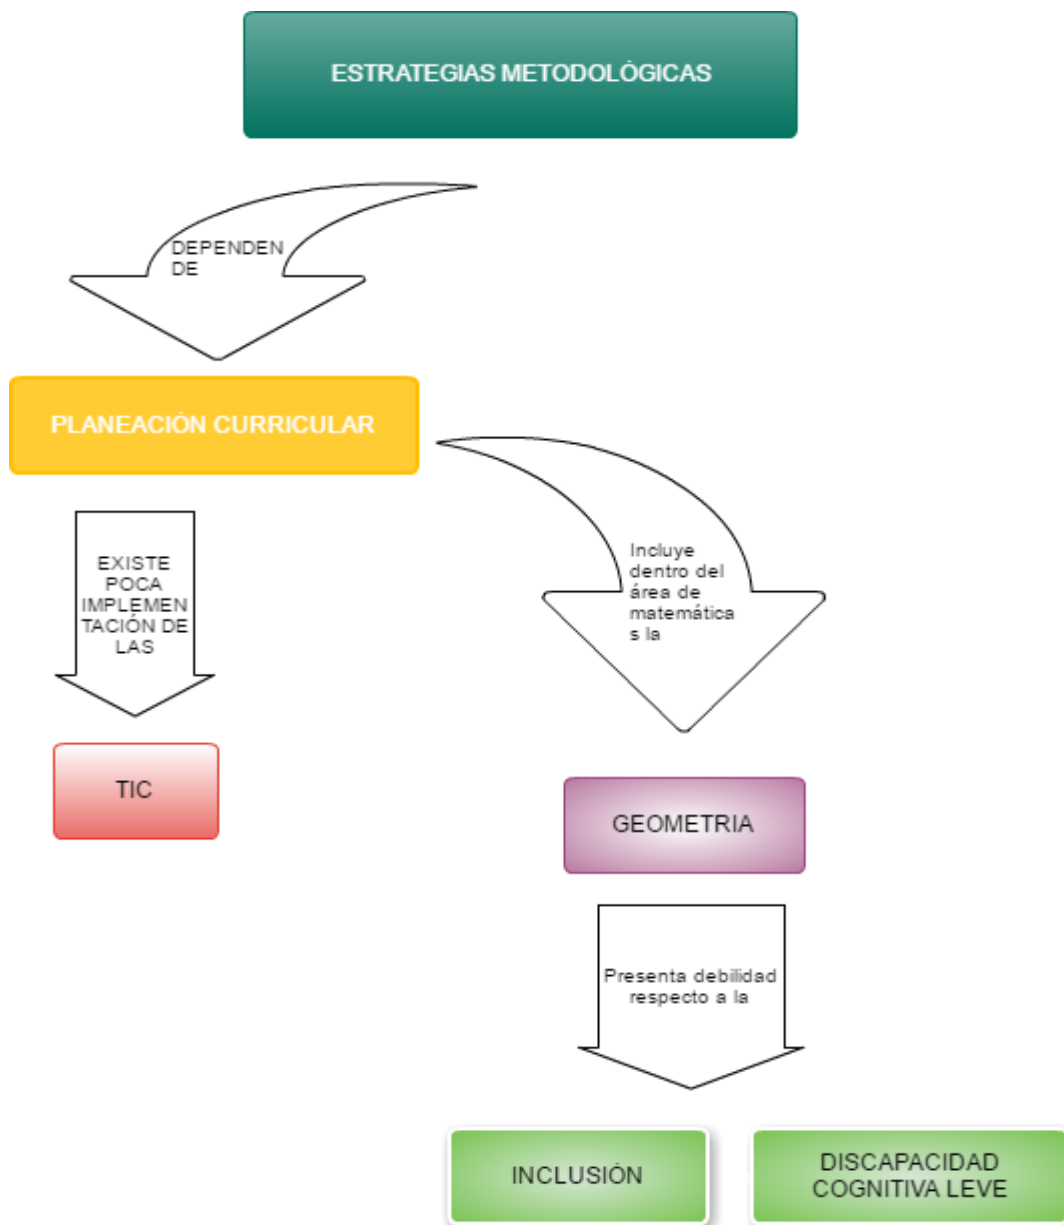 ESTRATEGIAS METODOLÓGICAS
DEPENDEN
DE
PLANEACIÓN CURRICULAR
EXISTE
POCA
IMPLEMEN
TACIÓN DE
LAS
Incluye
dentro del
área de
matemática
s la
TIC
GEOMETRIA
Presenta debilidad
respecto a la
INCLUSIÓN
DISCAPACIDAD
COGNITIVA LEVE